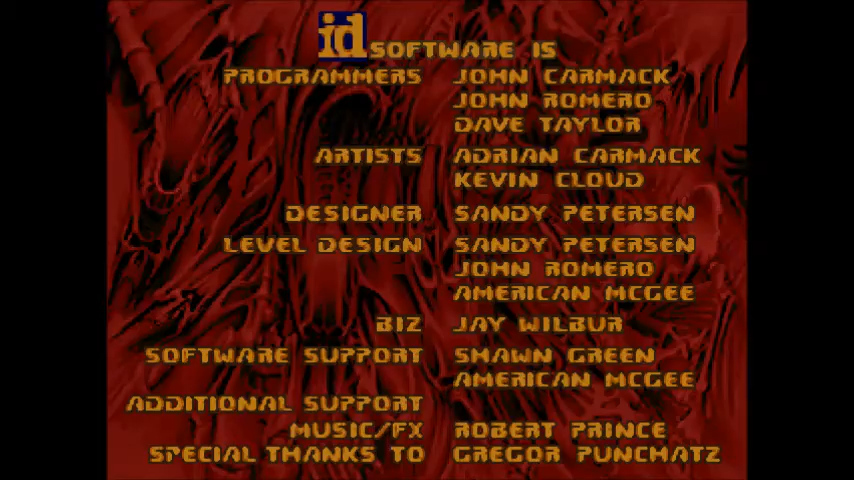 id SOFTWARE IS
PROGRAMMERS JOHN CARMACK
JOHN ROMERO
DAVE TAYLOR
ARTISTS ADRIAN CARMACK
KEVIN CLOUD
DESIGNER SANDY PETERSEN
LEVEL DESIGN SANDY PETERSEN
JOHN ROMERO
AMERICAN MCGEE
BIZ JAY WILBUR
SOFTWARE SUPPORT SHAWN GREEN
AMERICAN MCGEE
ADDITIONAL SUPPORT
MUSIC/FX ROBERT PRINCE
SPECIAL THANKS TO GREGOR PUNCHATZ